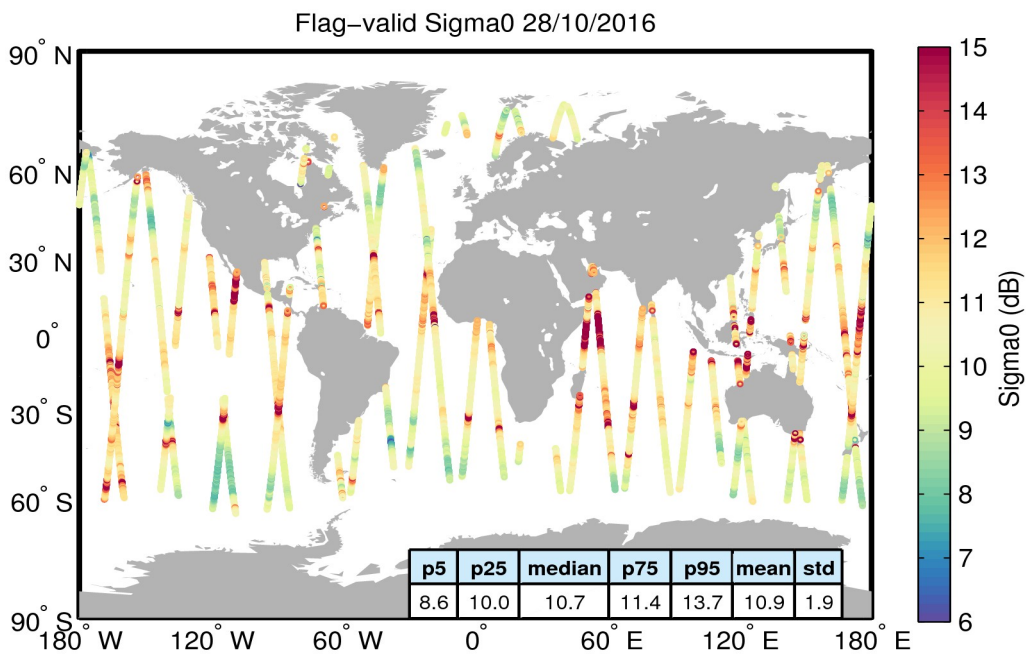 Flag−valid Sigma0 28/10/2016
90° N
60° N
30° N
0°
30° S
60° S
90° S
180° W
120° W
60° W
0°
60° E
120° E
180° E
p5 p25 median p75 p95 mean std
8.6 10.0 10.7 11.4 13.7 10.9 1.9
15
14
13
12
11
10
9
8
7
6
Sigma0 (dB)